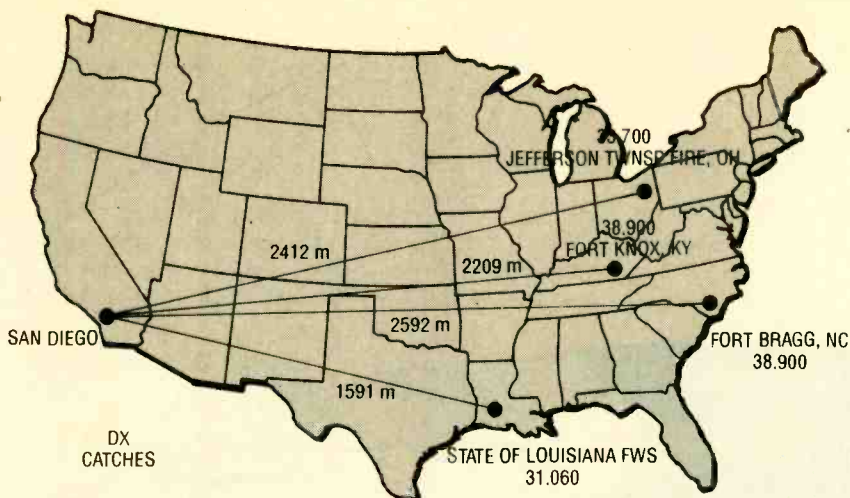 JEFFERSON TWNSP FIRE, OH
38.900
FORT KNOX, KY
2412 m
2209 m
SAN DIEGO
2592 m
FORT BRAGG, NC
38.900
1591 m
DX
CATCHES
STATE OF LOUISIANA FWS
31.060